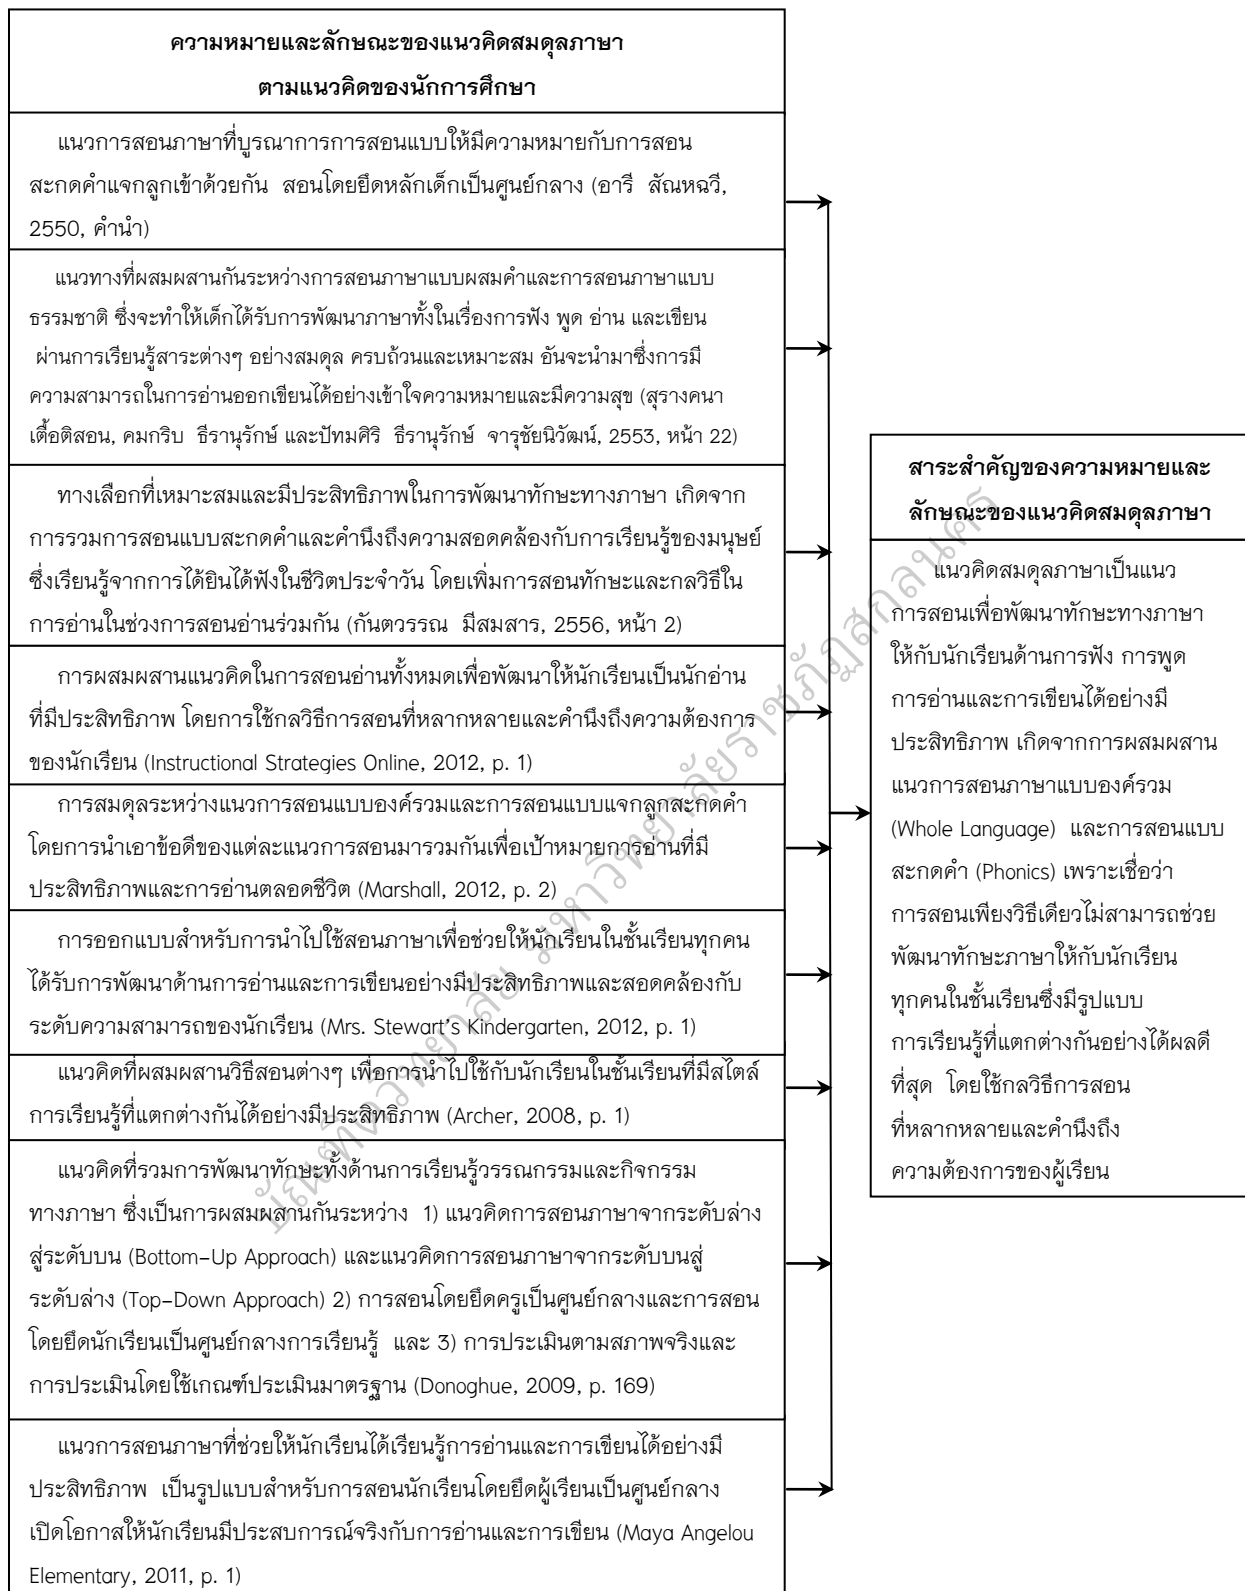 ความหมายและลักษณะของแนวคิดสมดุลภาษา
ตามแนวคิดของนักการศึกษา
แนวการสอนภาษาที่บูรณาการการสอนแบบให้มีความหมายกับการสอน
สะกดคำแจกลูกเข้าด้วยกัน สอนโดยยึดหลักเด็กเป็นศูนย์กลาง (อารี สัณหฉวี,
2550, คำนำ)
แนวทางที่ผสมผสานกันระหว่างการสอนภาษาแบบผสมคำและการสอนภาษาแบบ
ธรรมชาติ ซึ่งจะทำให้เด็กได้รับการพัฒนาภาษาทั้งในเรื่องการฟัง พูด อ่าน และเขียน
ผ่านการเรียนรู้สาระต่างๆ อย่างสมดุล ครบถ้วนและเหมาะสม อันจะนำมาซึ่งการมี
ความสามารถในการอ่านออกเขียนได้อย่างเข้าใจความหมายและมีความสุข (สุรางคนา
เตื้อติสอน, คมกริบ ธีรานุรักษ์ และปัทมศิริ ธีรานุรักษ์ จารุชัยนิวัฒน์, 2553, หน้า 22)
ทางเลือกที่เหมาะสมและมีประสิทธิภาพในการพัฒนาทักษะทางภาษา เกิดจาก
การรวมการสอนแบบสะกดคำและคำนึงถึงความสอดคล้องกับการเรียนรู้ของมนุษย์
ซึ่งเรียนรู้จากการได้ยินได้ฟังในชีวิตประจำวัน โดยเพิ่มการสอนทักษะและกลวิธีใน
การอ่านในช่วงการสอนอ่านร่วมกัน (กันตวรรณ มีสมสาร, 2556, หน้า 2)
การผสมผสานแนวคิดในการสอนอ่านทั้งหมดเพื่อพัฒนาให้นักเรียนเป็นนักอ่าน
ที่มีประสิทธิภาพ โดยการใช้กลวิธีการสอนที่หลากหลายและคำนึงถึงความต้องการ
ของนักเรียน (Instructional Strategies Online, 2012, p. 1)
การสมดุลระหว่างแนวการสอนแบบองค์รวมและการสอนแบบแจกลูกสะกดคำ
โดยการนำเอาข้อดีของแต่ละแนวการสอนมารวมกันเพื่อเป้าหมายการอ่านที่มี
ประสิทธิภาพและการอ่านตลอดชีวิต (Marshall, 2012, p. 2)
การออกแบบสำหรับการนำไปใช้สอนภาษาเพื่อช่วยให้นักเรียนในชั้นเรียนทุกคน
ได้รับการพัฒนาด้านการอ่านและการเขียนอย่างมีประสิทธิภาพและสอดคล้องกับ
ระดับความสามารถของนักเรียน (Mrs. Stewart's Kindergarten, 2012, p. 1)
แนวคิดที่ผสมผสานวิธีสอนต่างๆ เพื่อการนำไปใช้กับนักเรียนในชั้นเรียนที่มีสไตล์
การเรียนรู้ที่แตกต่างกันได้อย่างมีประสิทธิภาพ (Archer, 2008, p. 1)
แนวคิดที่รวมการพัฒนาทักษะทั้งด้านการเรียนรู้วรรณกรรมและกิจกรรม
ทางภาษา ซึ่งเป็นการผสมผสานกันระหว่าง 1) แนวคิดการสอนภาษาจากระดับล่าง
สู่ระดับบน (Bottom-Up Approach) และแนวคิดการสอนภาษาจากระดับบนสู่
ระดับล่าง (Top-Down Approach) 2) การสอนโดยยึดครูเป็นศูนย์กลางและการสอน
โดยยึดนักเรียนเป็นศูนย์กลางการเรียนรู้ และ 3) การประเมินตามสภาพจริงและ
การประเมินโดยใช้เกณฑ์ประเมินมาตรฐาน (Donoghue, 2009, p. 169)
แนวการสอนภาษาที่ช่วยให้นักเรียนได้เรียนรู้การอ่านและการเขียนได้อย่างมี
ประสิทธิภาพ เป็นรูปแบบสำหรับการสอนนักเรียนโดยยึดผู้เรียนเป็นศูนย์กลาง
เปิดโอกาสให้นักเรียนมีประสบการณ์จริงกับการอ่านและการเขียน (Maya Angelou
Elementary, 2011, p. 1)
สาระสำคัญของความหมายและ
ลักษณะของแนวคิดสมดุลภาษา
แนวคิดสมดุลภาษาเป็นแนว
การสอนเพื่อพัฒนาทักษะทางภาษา
ให้กับนักเรียนด้านการฟัง การพูด
การอ่านและการเขียนได้อย่างมี
ประสิทธิภาพ เกิดจากการผสมผสาน
แนวการสอนภาษาแบบองค์รวม
(Whole Language) และการสอนแบบ
สะกดคำ (Phonics) เพราะเชื่อว่า
การสอนเพียงวิธีเดียวไม่สามารถช่วย
พัฒนาทักษะภาษาให้กับนักเรียน
ทุกคนในชั้นเรียนซึ่งมีรูปแบบ
การเรียนรู้ที่แตกต่างกันอย่างได้ผลดี
ที่สุด โดยใช้กลวิธีการสอน
ที่หลากหลายและคำนึงถึง
ความต้องการของผู้เรียน
บัณฑิตวิทยาลัย มหาวิทยาลัยราชภัฏสกลนคร